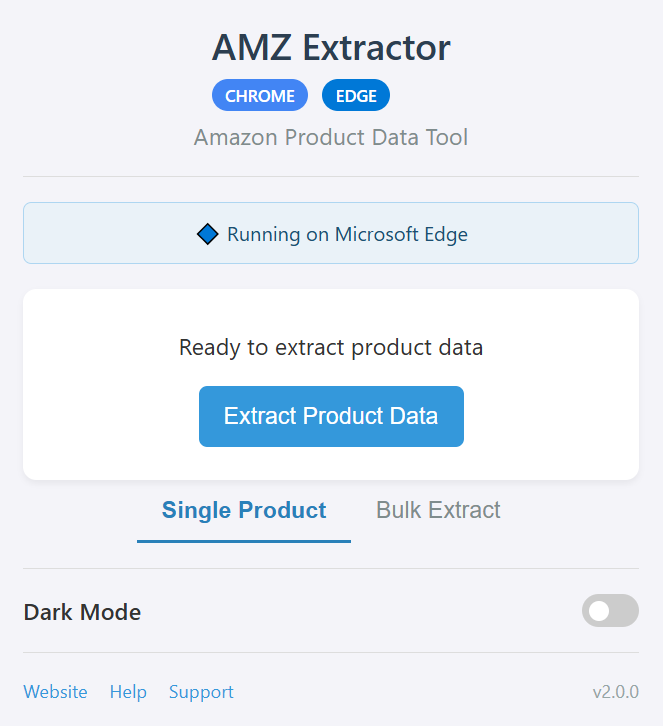 AMZ Extractor
CHROME EDGE
Amazon Product Data Tool
Running on Microsoft Edge
Ready to extract product data
Extract Product Data
Single Product Bulk Extract
Dark Mode
Website Help Support v2.0.0